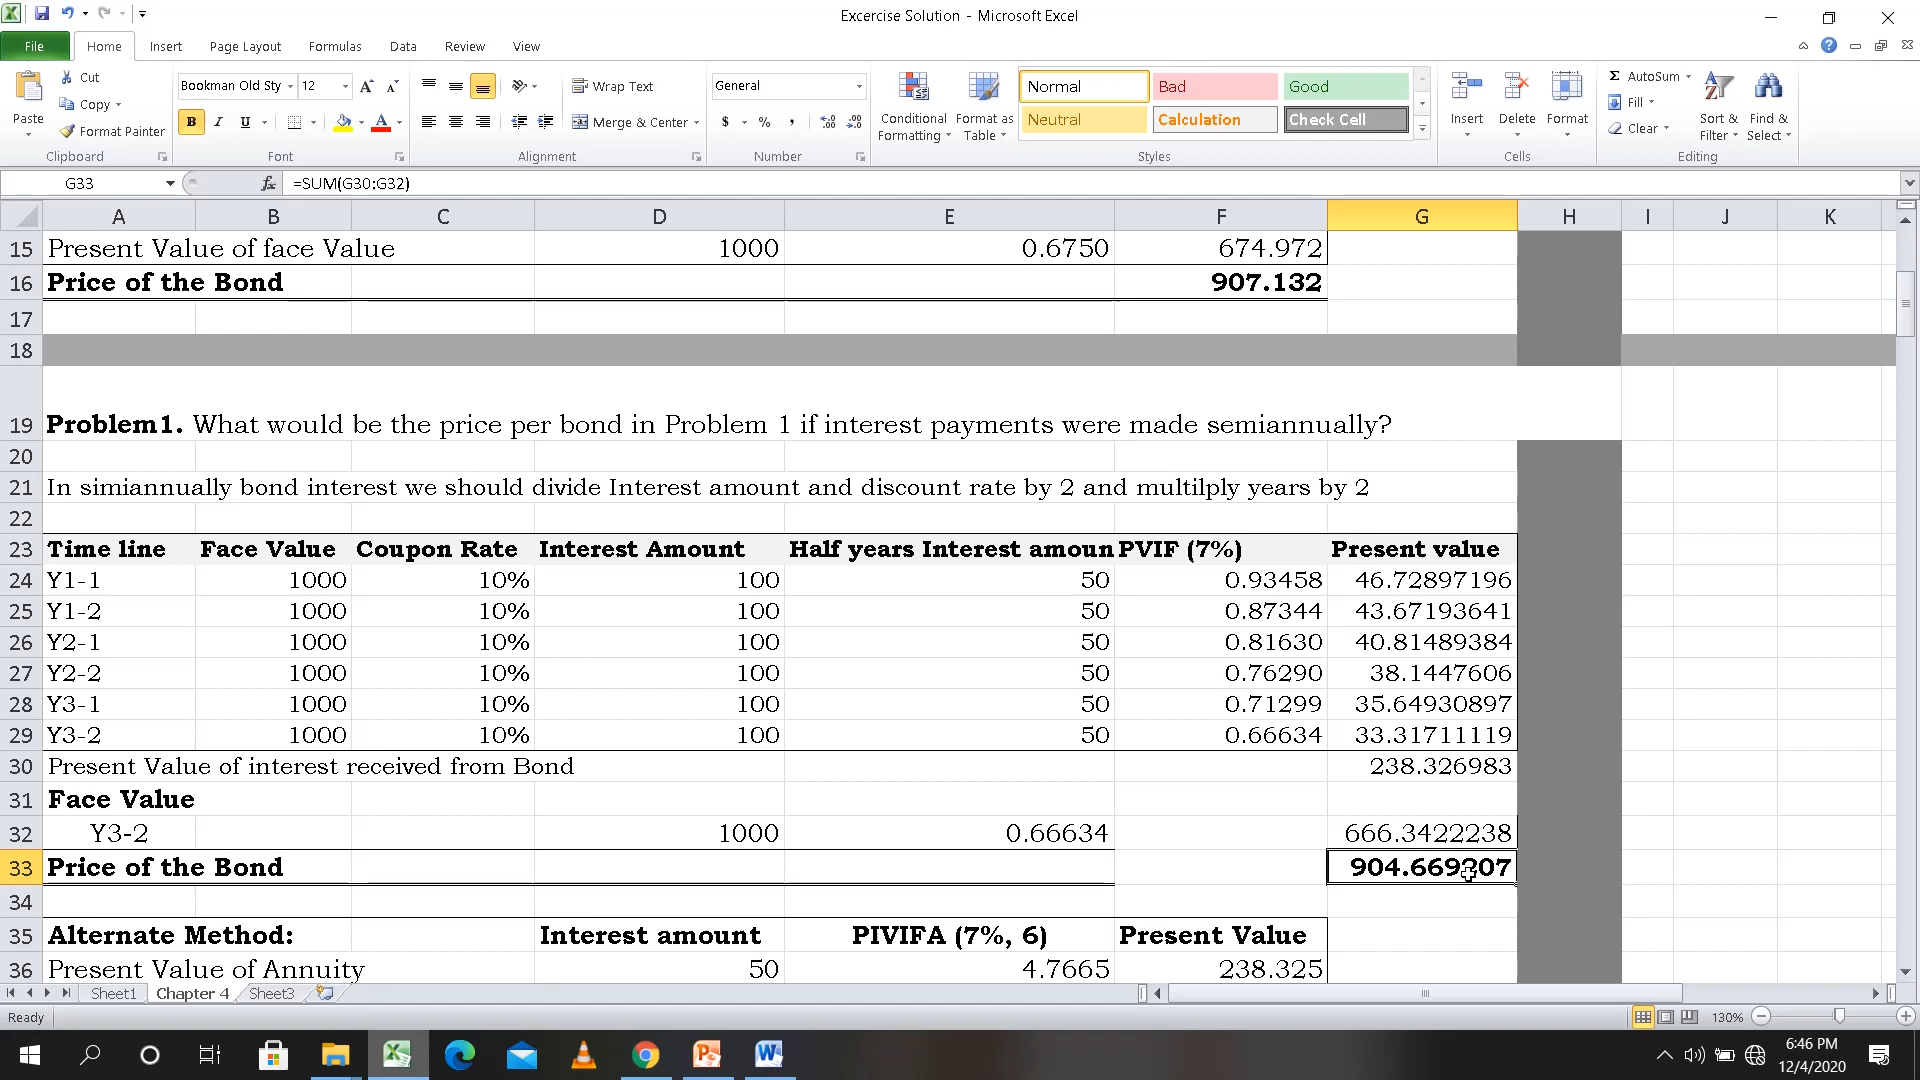 Excercise Solution - Microsoft Excel
File Home Insert Page Layout Formulas Data Review View
Cut
Copy
Format Painter
Paste
Clipboard
Bookman Old Sty 12
B I U
Font
Wrap Text
Merge & Center
Alignment
General
$ % ,
Number
Conditional Formatting
Format as Table
Normal Bad Good
Neutral Calculation Check Cell
Styles
Insert Delete Format
Cells
Σ AutoSum
Fill
Clear
Sort & Filter
Find & Select
Editing
G33 fx =SUM(G30:G32)
A B C D E F G H I J K
15 Present Value of face Value 1000 0.6750 674.972
16 Price of the Bond 907.132
17
18
19 Problem1. What would be the price per bond in Problem 1 if interest payments were made semiannually?
20
21 In simiannually bond interest we should divide Interest amount and discount rate by 2 and multilply years by 2
22
23 Time line Face Value Coupon Rate Interest Amount Half years Interest amoun PVIF (7%) Present value
24 Y1-1 1000 10% 100 50 0.93458 46.72897196
25 Y1-2 1000 10% 100 50 0.87344 43.67193641
26 Y2-1 1000 10% 100 50 0.81630 40.81489384
27 Y2-2 1000 10% 100 50 0.76290 38.1447606
28 Y3-1 1000 10% 100 50 0.71299 35.64930897
29 Y3-2 1000 10% 100 50 0.66634 33.31711119
30 Present Value of interest received from Bond 238.326983
31 Face Value
32 Y3-2 1000 0.66634 666.3422238
33 Price of the Bond 904.669207
34
35 Alternate Method: Interest amount PIVIFA (7%, 6) Present Value
36 Present Value of Annuity 50 4.7665 238.325
Sheet1 Chapter 4 Sheet3
Ready 130%
6:46 PM
12/4/2020